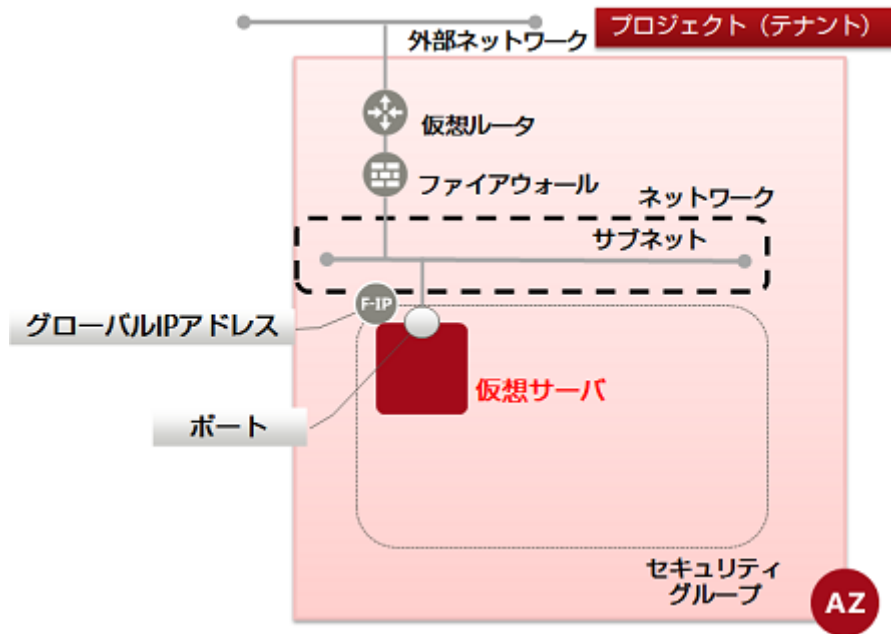 プロジェクト（テナント）
外部ネットワーク
仮想ルータ
ファイアウォール
ネットワーク
サブネット
F-IP
グローバルIPアドレス
仮想サーバ
ポート
セキュリティ
グループ
AZ